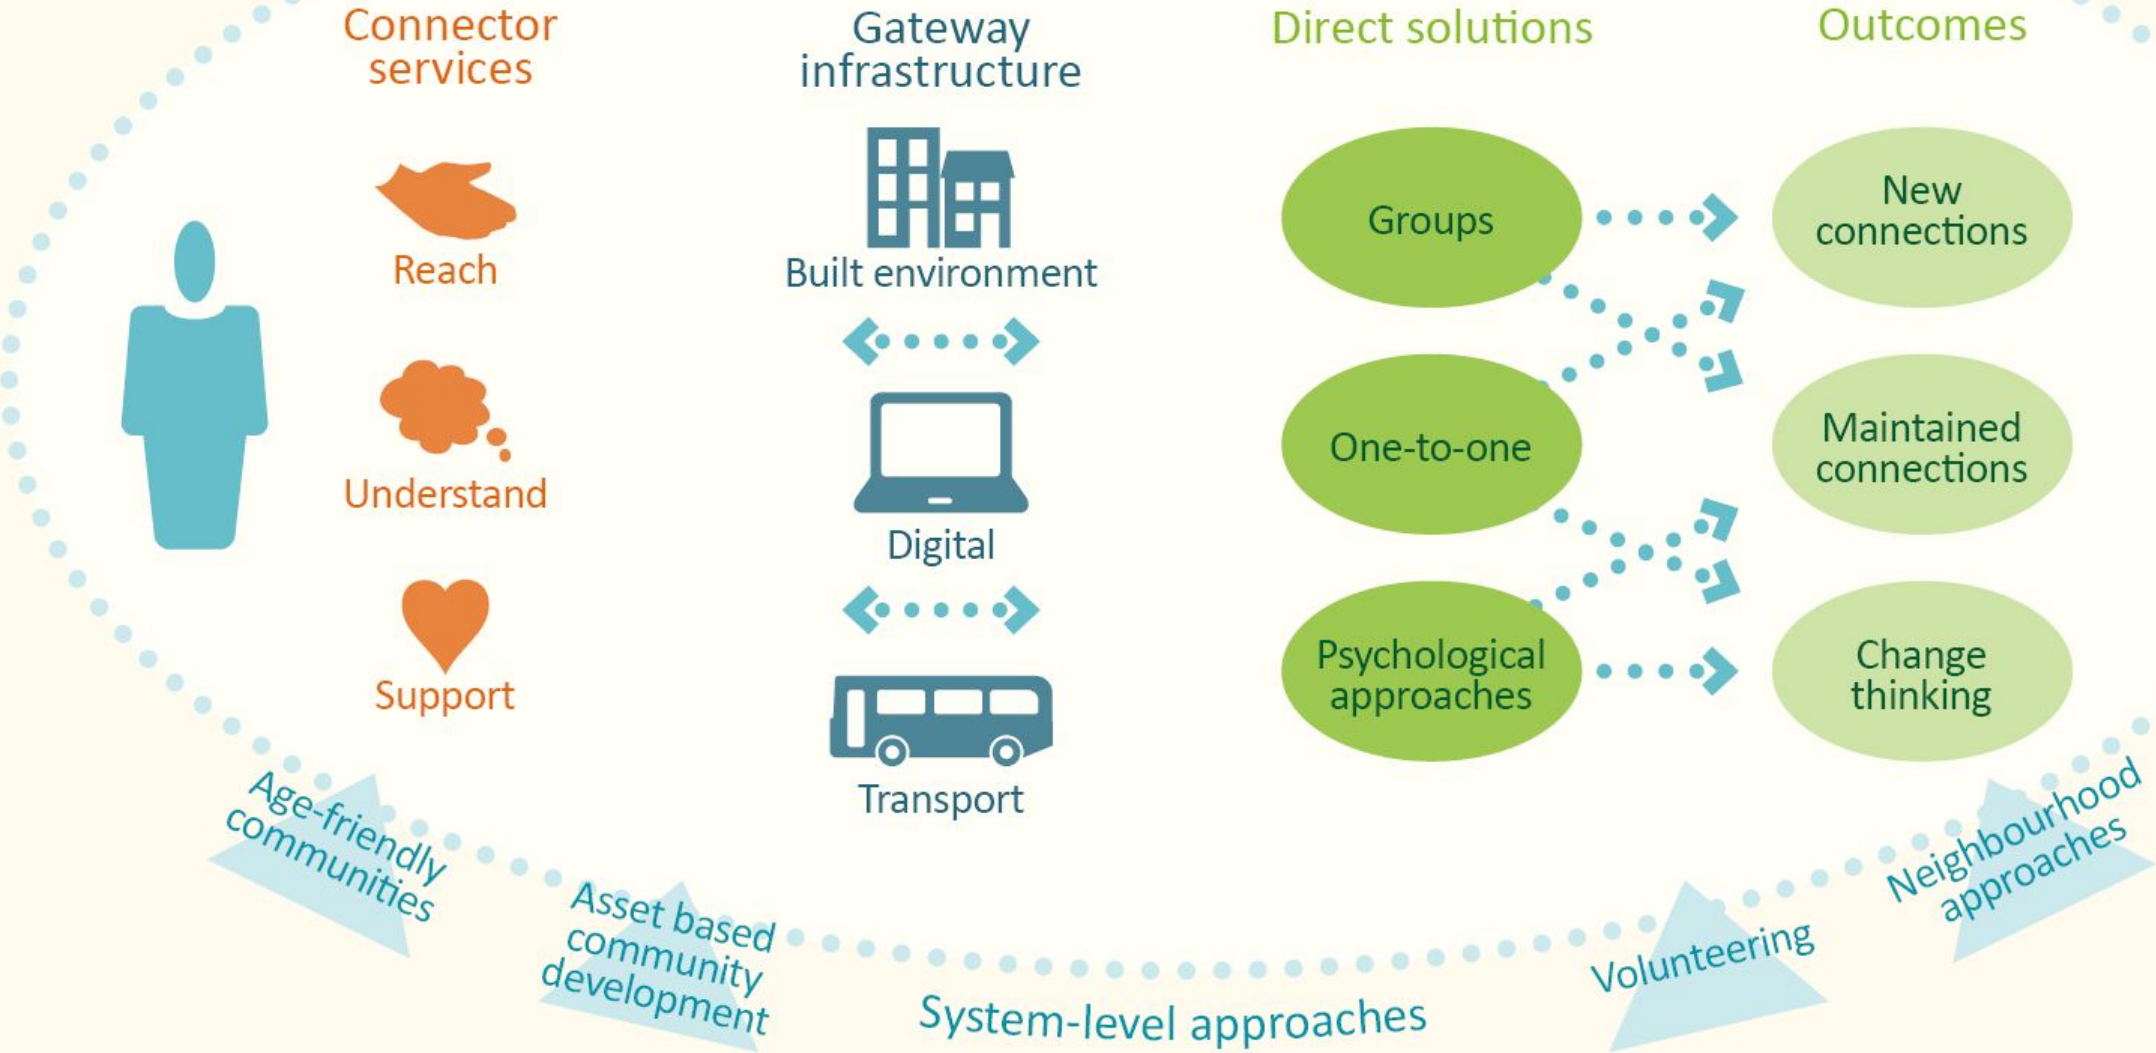 Connector
services
Reach
Understand
Support
Gateway
infrastructure
Built environment
Digital
Transport
Direct solutions
Groups
One-to-one
Psychological
approaches
Outcomes
New
connections
Maintained
connections
Change
thinking
Age-friendly
communities
Asset based
community
development
System-level approaches
Volunteering
Neighbourhood
approaches